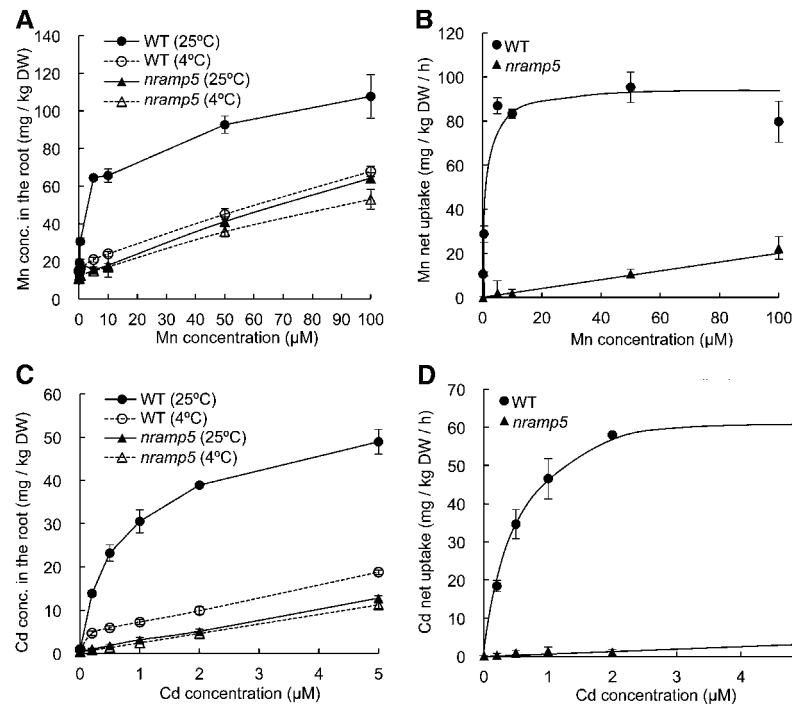 A
WT (25ºC)
WT (4ºC)
nramp5 (25ºC)
nramp5 (4ºC)
Mn conc. in the root (mg / kg DW)
140
120
100
80
60
40
20
0
0 10 20 30 40 50 60 70 80 90 100
Mn concentration (µM)
B
WT
nramp5
Mn net uptake (mg / kg DW / h)
120
100
80
60
40
20
0
0 20 40 60 80 100
Mn concentration (µM)
C
WT (25ºC)
WT (4ºC)
nramp5 (25ºC)
nramp5 (4ºC)
Cd conc. in the root (mg / kg DW)
60
50
40
30
20
10
0
0 1 2 3 4 5
Cd concentration (µM)
D
WT
nramp5
Cd net uptake (mg / kg DW / h)
70
60
50
40
30
20
10
0
0 1 2 3 4
Cd concentration (µM)